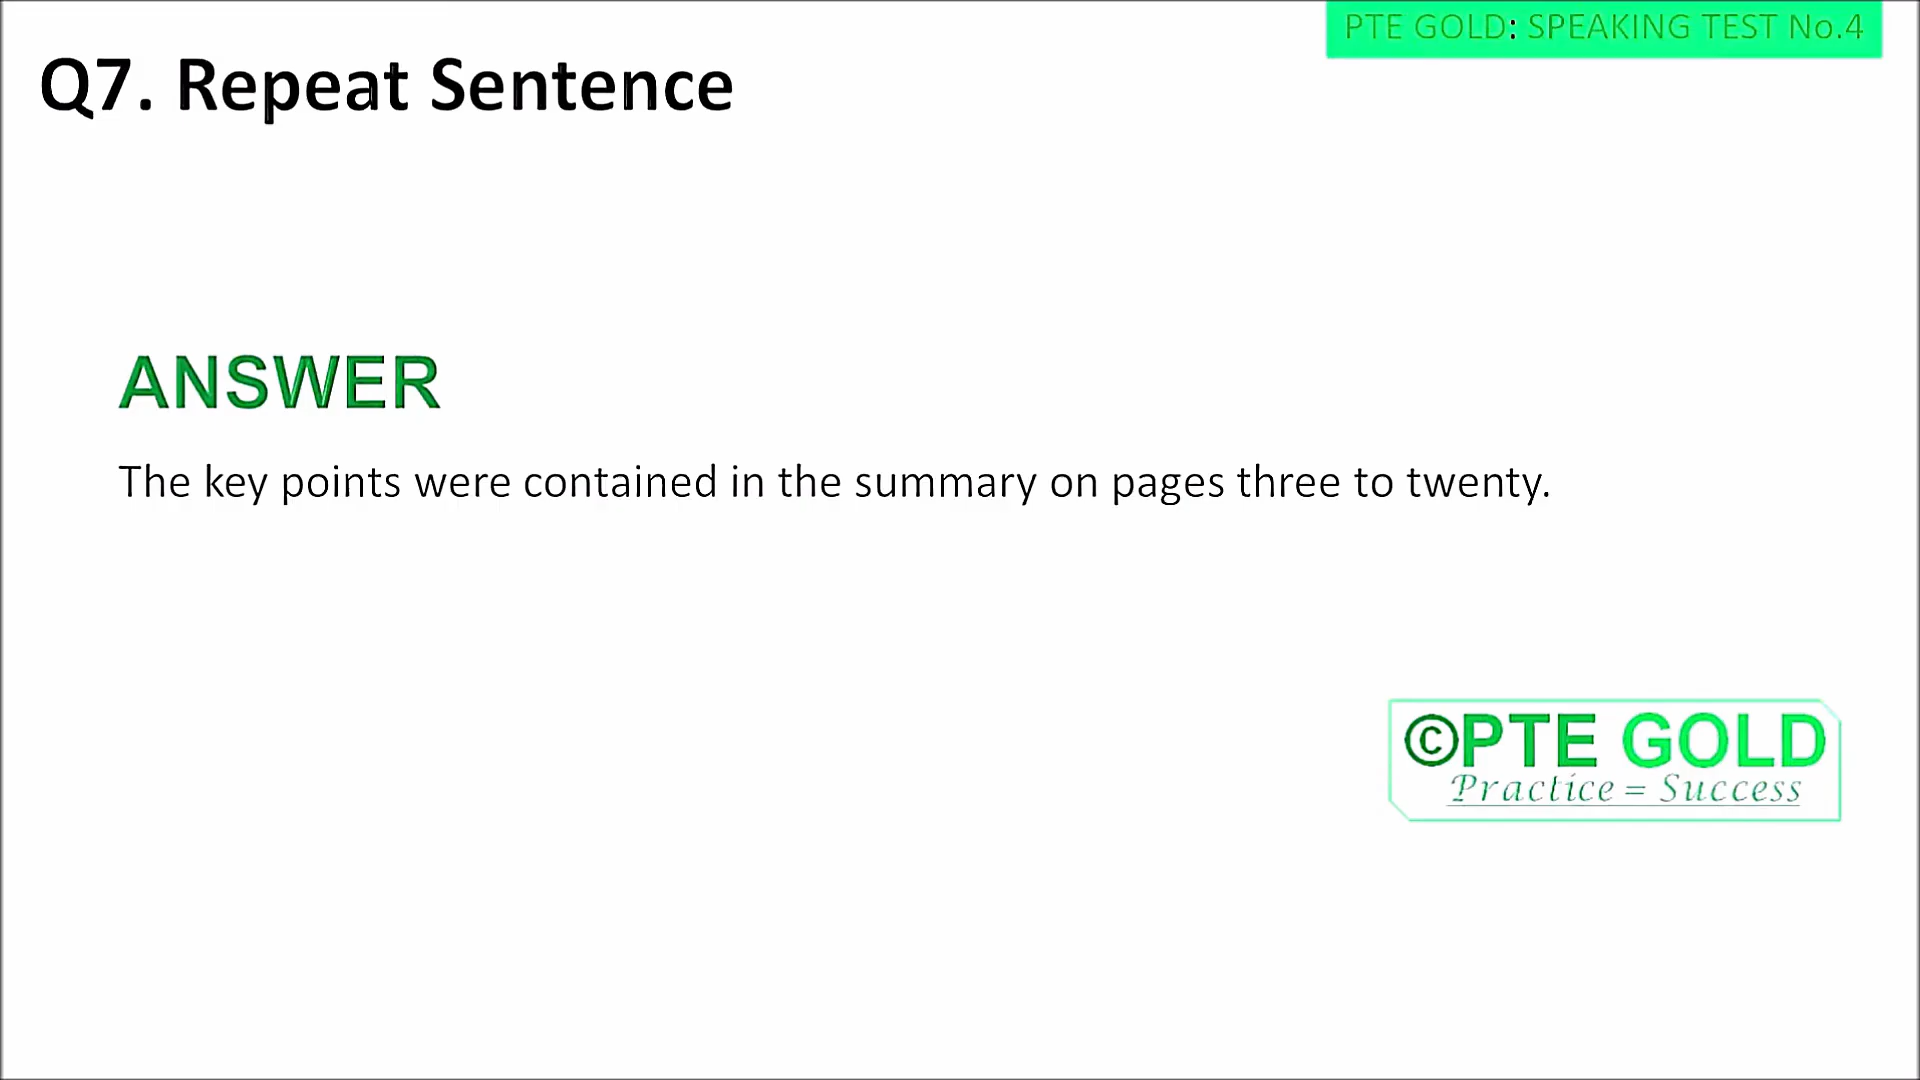 PTE GOLD: SPEAKING TEST No.4
Q7. Repeat Sentence
ANSWER
The key points were contained in the summary on pages three to twenty.
©PTE GOLD
Practice = Success